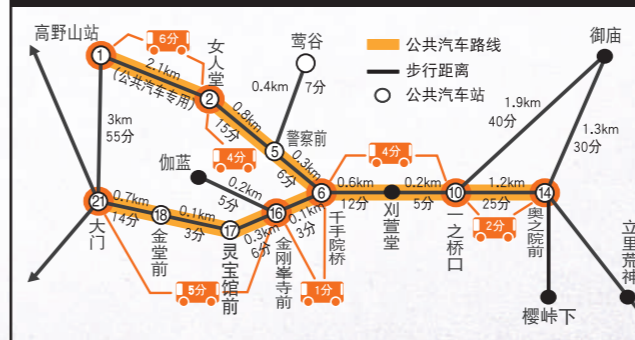 高野山站
1
6分
女人堂
2.1km
(公共汽车专用)
2
4分
0.8km
15分
莺谷
0.4km
7分
公共汽车路线
步行距离
公共汽车站
御庙
1.9km
40分
1.3km
30分
3km
55分
警察前
5
0.3km
6分
伽蓝
0.2km
5分
4分
6
0.6km
12分
0.2km
5分
10
1.2km
25分
14
21
大门
0.7km
14分
18
金堂前
0.1km
3分
17
灵宝馆前
0.3km
6分
16
金刚峯寺前
0.1km
3分
千手院桥
刈萱堂
一之桥口
2分
奥之院前
立里荒神
5分
1分
樱峠下